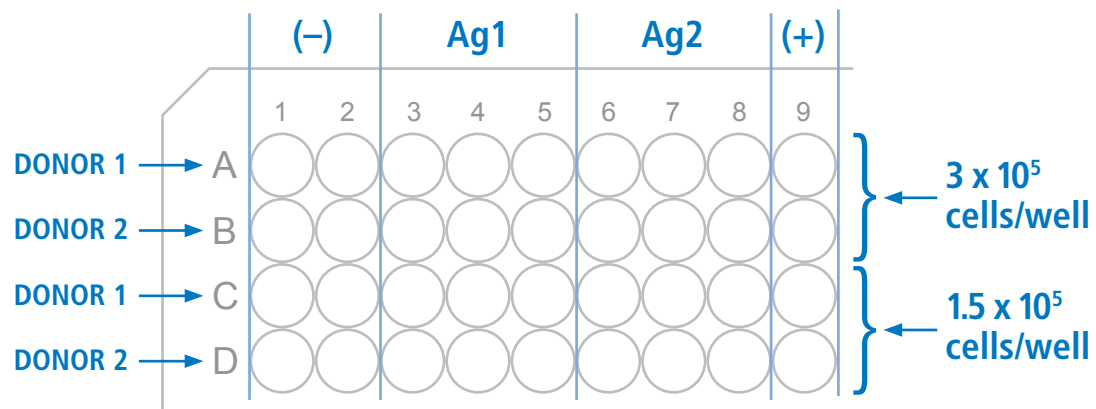 (–) Ag1 Ag2 (+)
1 2 3 4 5 6 7 8 9
DONOR 1 A
DONOR 2 B
3 x 10⁵
cells/well
DONOR 1 C
DONOR 2 D
1.5 x 10⁵
cells/well